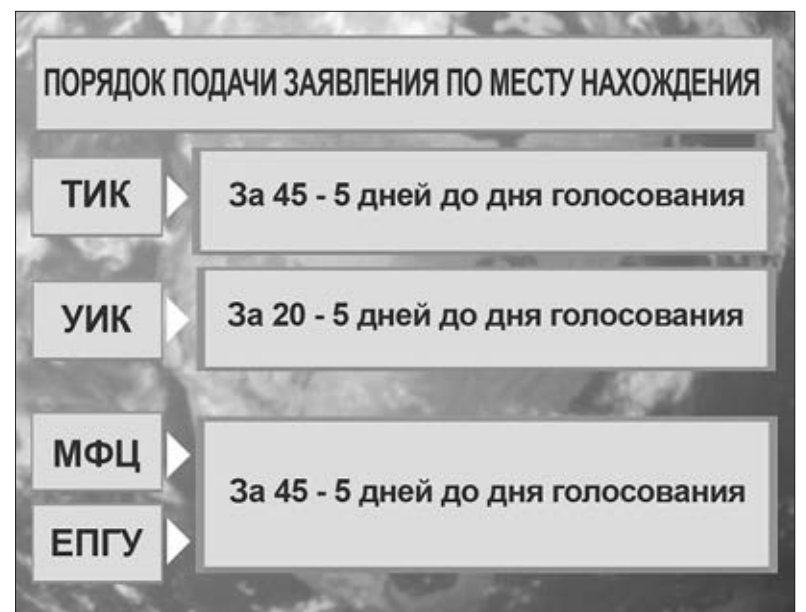 ПОРЯДОК ПОДАЧИ ЗАЯВЛЕНИЯ ПО МЕСТУ НАХОЖДЕНИЯ
ТИК
За 45 - 5 дней до дня голосования
УИК
За 20 - 5 дней до дня голосования
МФЦ
За 45 - 5 дней до дня голосования
ЕПГУ